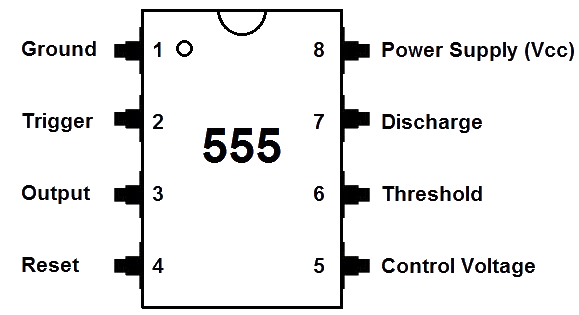 Ground 1 8 Power Supply (Vcc)
Trigger 2 7 Discharge
555
Output 3 6 Threshold
Reset 4 5 Control Voltage